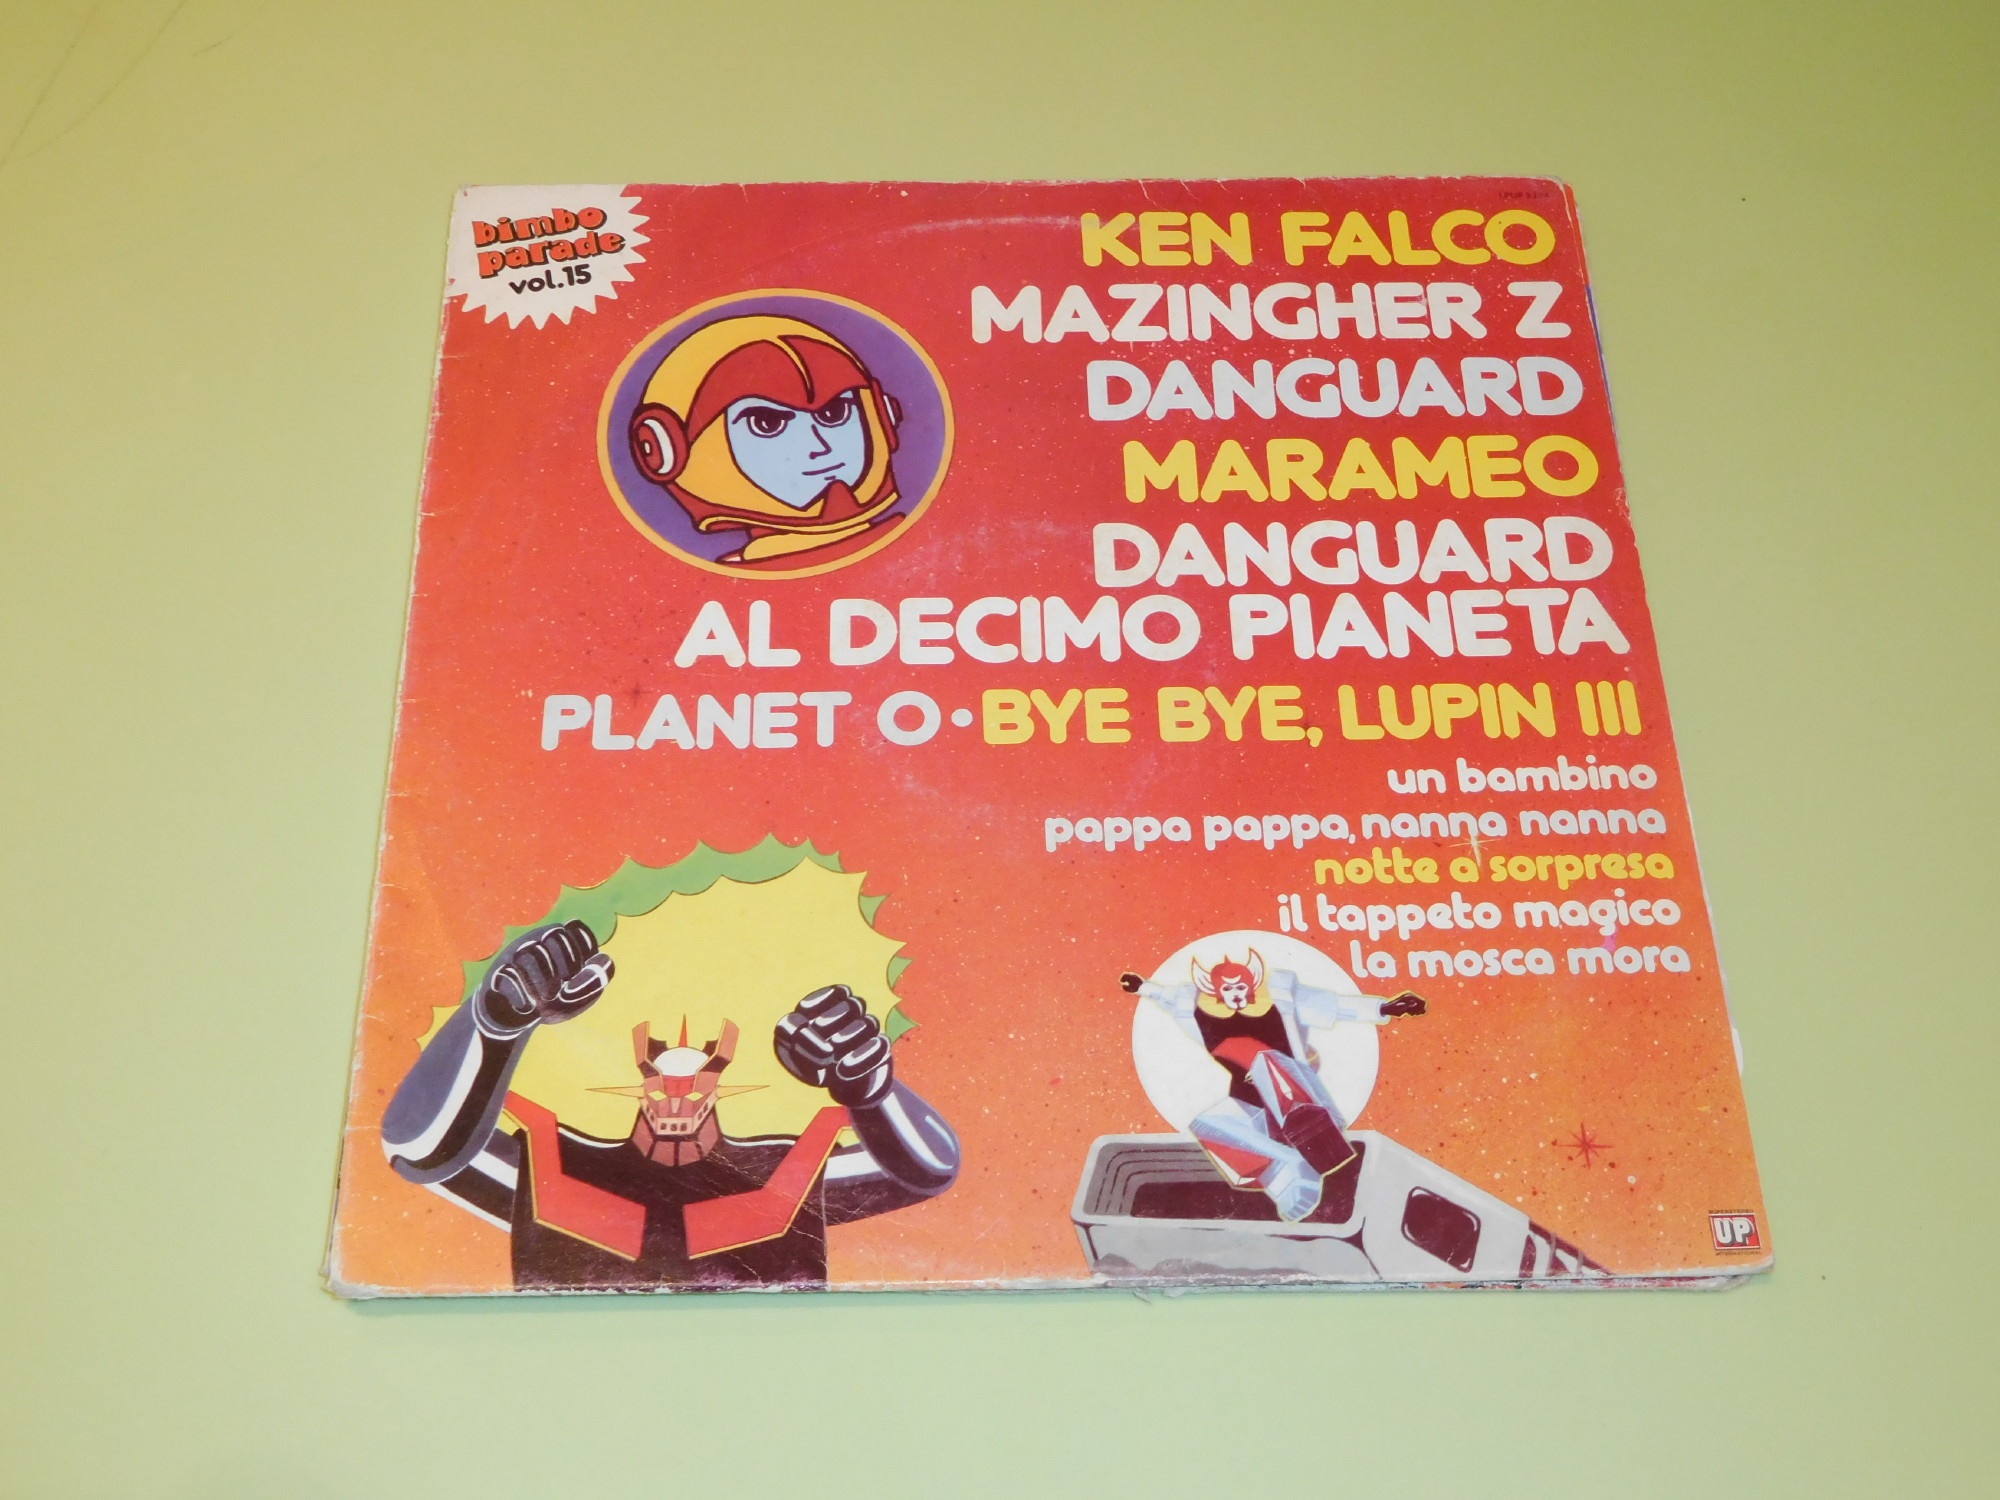 bimbo
parade
vol.15
KEN FALCO
MAZINGHER Z
DANGUARD
MARAMEO
DANGUARD
AL DECIMO PIANETA
PLANET O • BYE BYE, LUPIN III
un bambino
pappa pappa, nanna nanna
notte a sorpresa
il tappeto magico
la mosca mora
UP
INTERNATIONAL